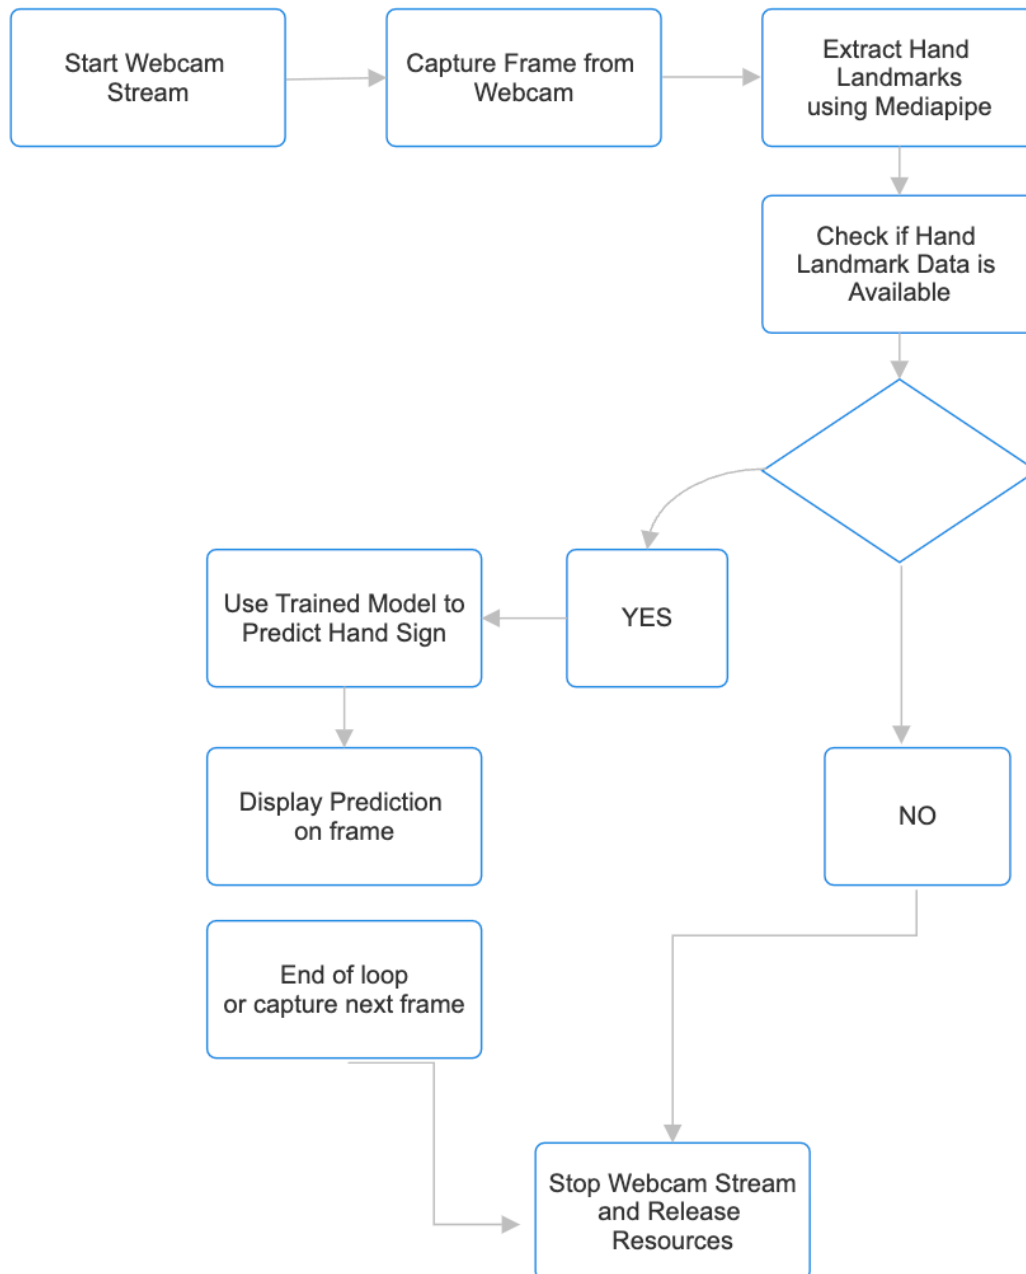 Start Webcam
Stream
Capture Frame from
Webcam
Extract Hand
Landmarks
using Mediapipe
Check if Hand
Landmark Data is
Available
YES
Use Trained Model to
Predict Hand Sign
Display Prediction
on frame
NO
End of loop
or capture next frame
Stop Webcam Stream
and Release
Resources